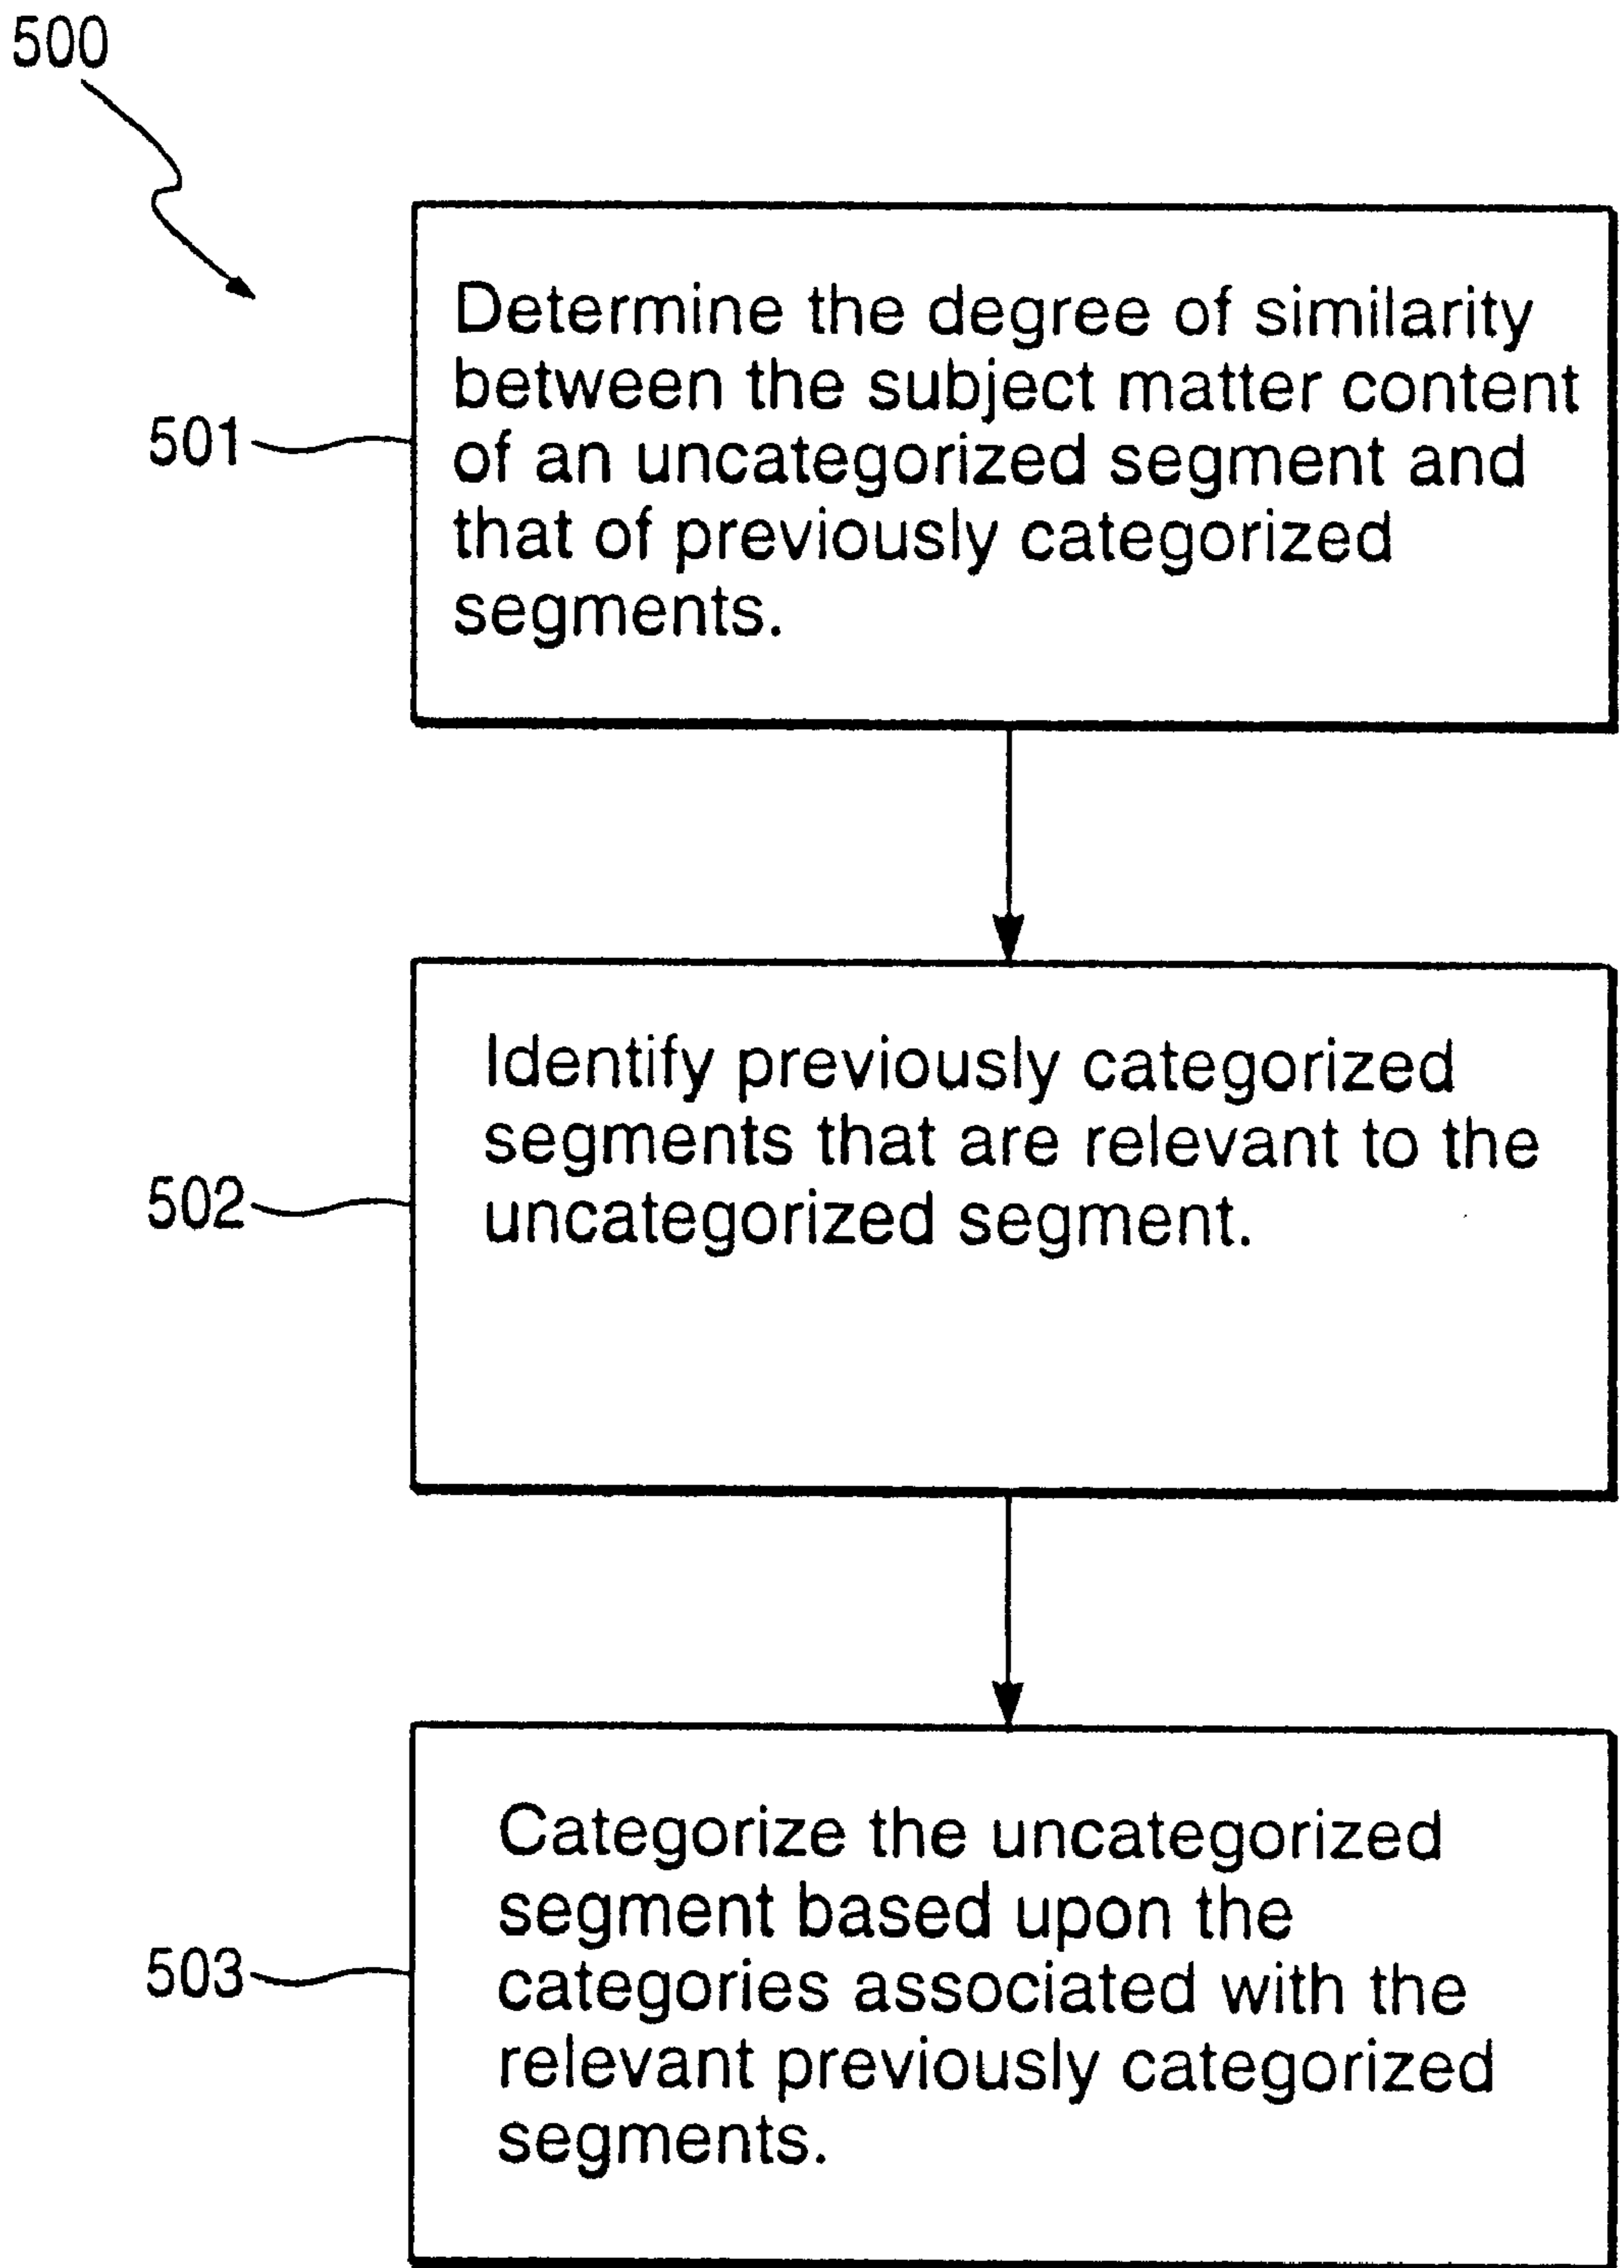 500
501
Determine the degree of similarity
between the subject matter content
of an uncategorized segment and
that of previously categorized
segments.
502
Identify previously categorized
segments that are relevant to the
uncategorized segment.
503
Categorize the uncategorized
segment based upon the
categories associated with the
relevant previously categorized
segments.